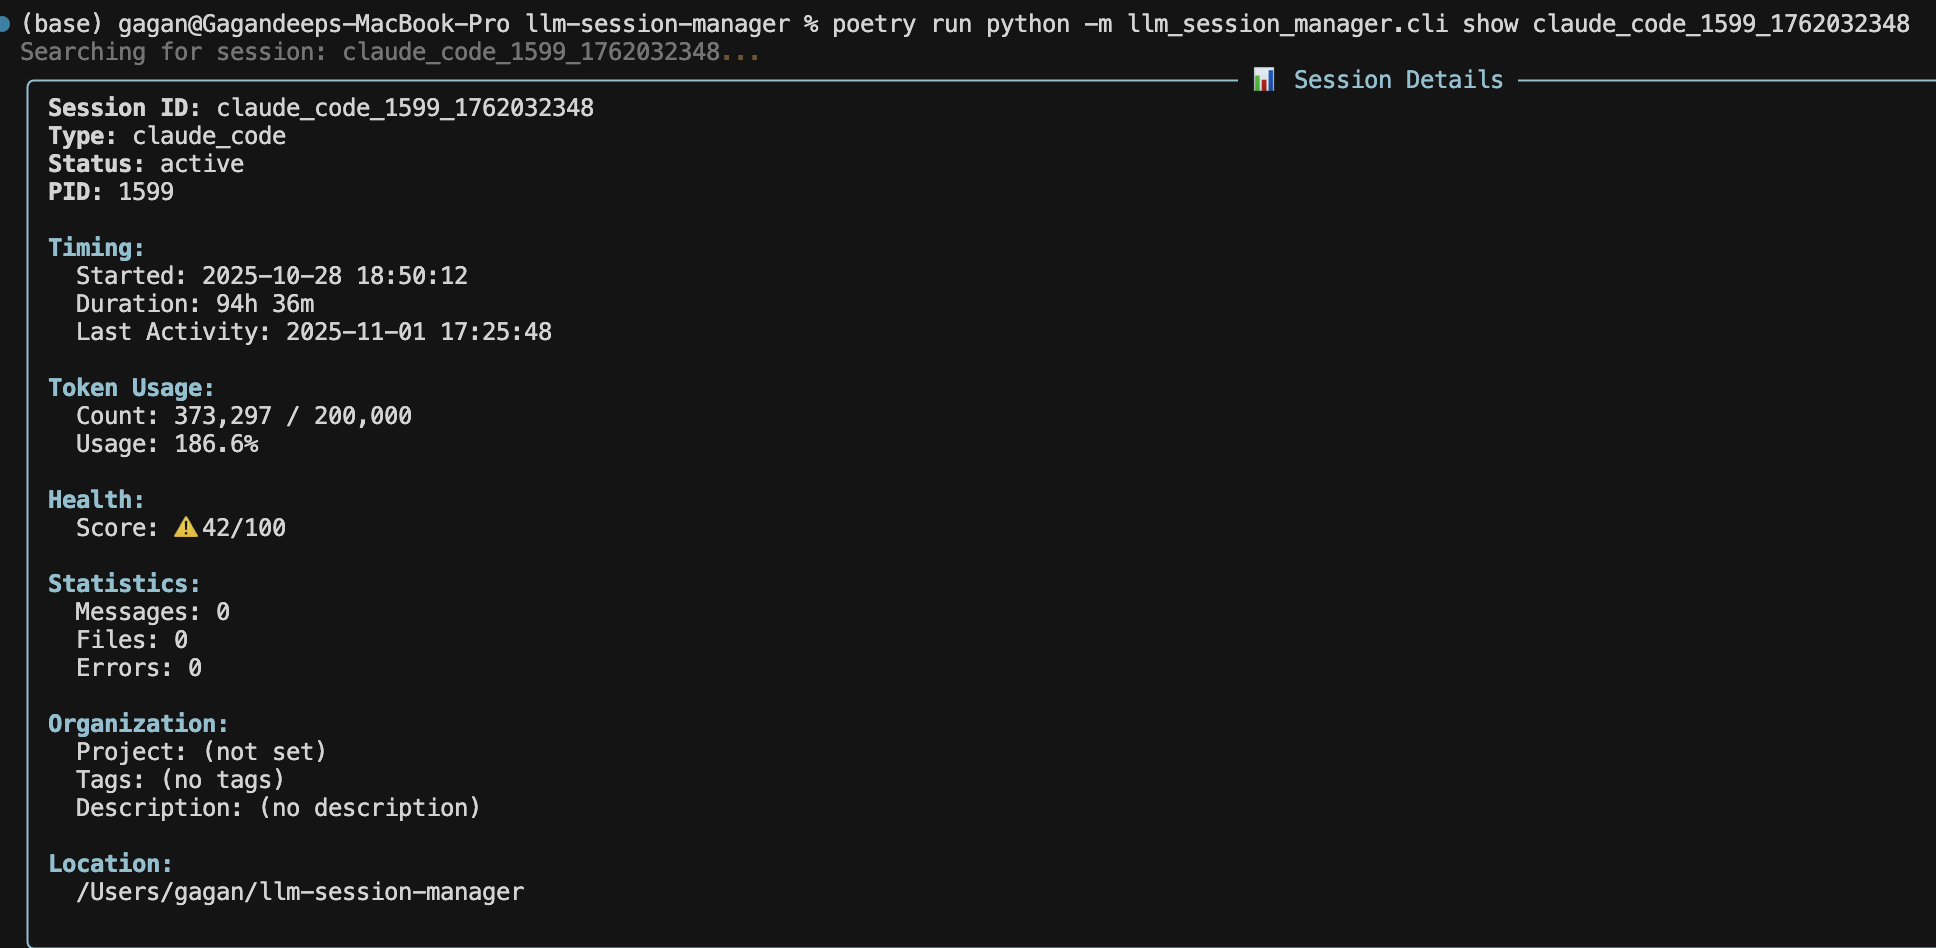 (base) gagan@Gagandeeps-MacBook-Pro llm-session-manager % poetry run python -m llm_session_manager.cli show claude_code_1599_1762032348
Searching for session: claude_code_1599_1762032348...
📊 Session Details
Session ID: claude_code_1599_1762032348
Type: claude_code
Status: active
PID: 1599
Timing:
Started: 2025-10-28 18:50:12
Duration: 94h 36m
Last Activity: 2025-11-01 17:25:48
Token Usage:
Count: 373,297 / 200,000
Usage: 186.6%
Health:
Score: ⚠️ 42/100
Statistics:
Messages: 0
Files: 0
Errors: 0
Organization:
Project: (not set)
Tags: (no tags)
Description: (no description)
Location:
/Users/gagan/llm-session-manager